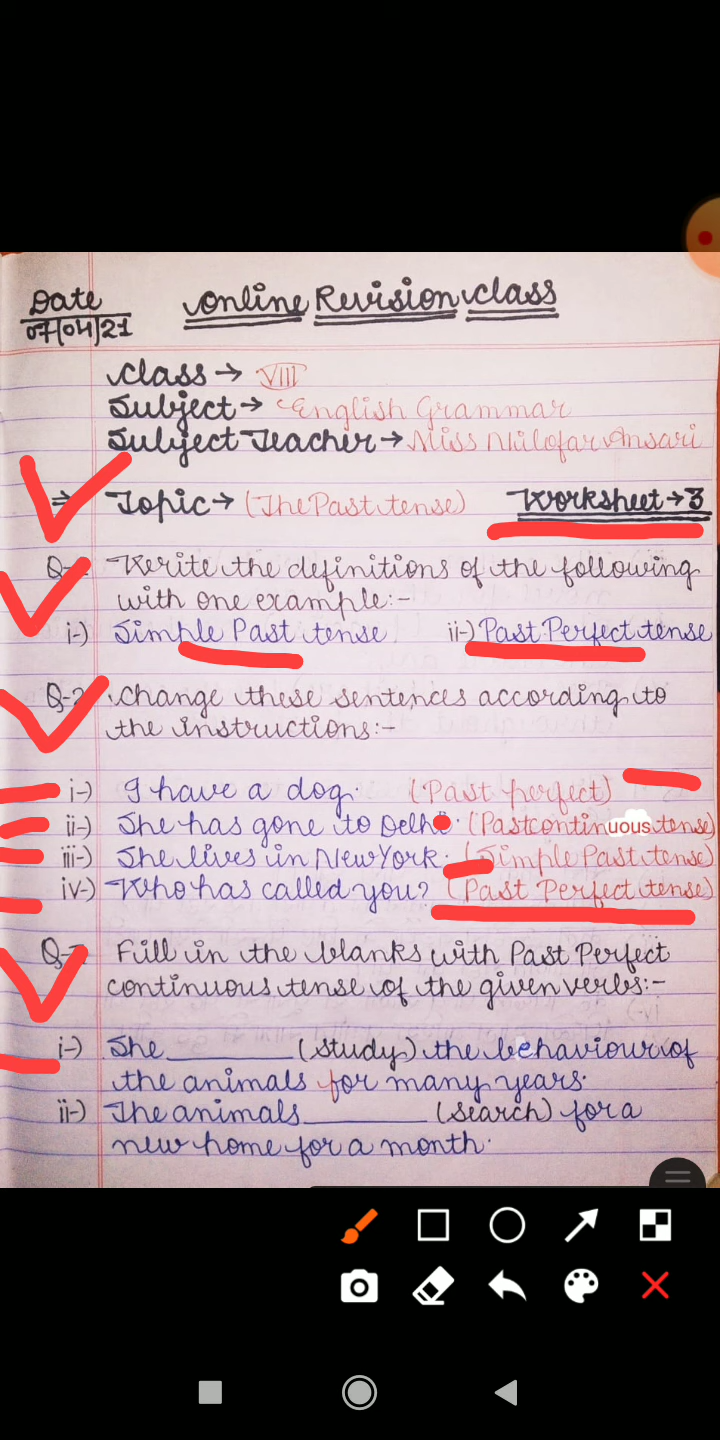 Date
07/04/21
Online Revision Class
Class → VIII
Subject → English Grammar
Subject Teacher → Miss Nilofar Ansari
⇒ Topic → (The Past tense) Worksheet → 3
Write the definitions of the following
with one example:-
i-) Simple Past tense ii-) Past Perfect tense
Q-2 Change these sentences according to
the instructions:-
i-) I have a dog. (Past perfect)
ii-) She has gone to Delhi. (Past continuous tense)
iii-) She lives in New York. (Simple Past tense)
iv-) Who has called you? (Past Perfect tense)
Fill in the blanks with Past Perfect
continuous tense of the given verbs:-
i-) She ________ (study) the behaviour of
the animals for many years.
ii-) The animals ________ (search) for a
new home for a month.